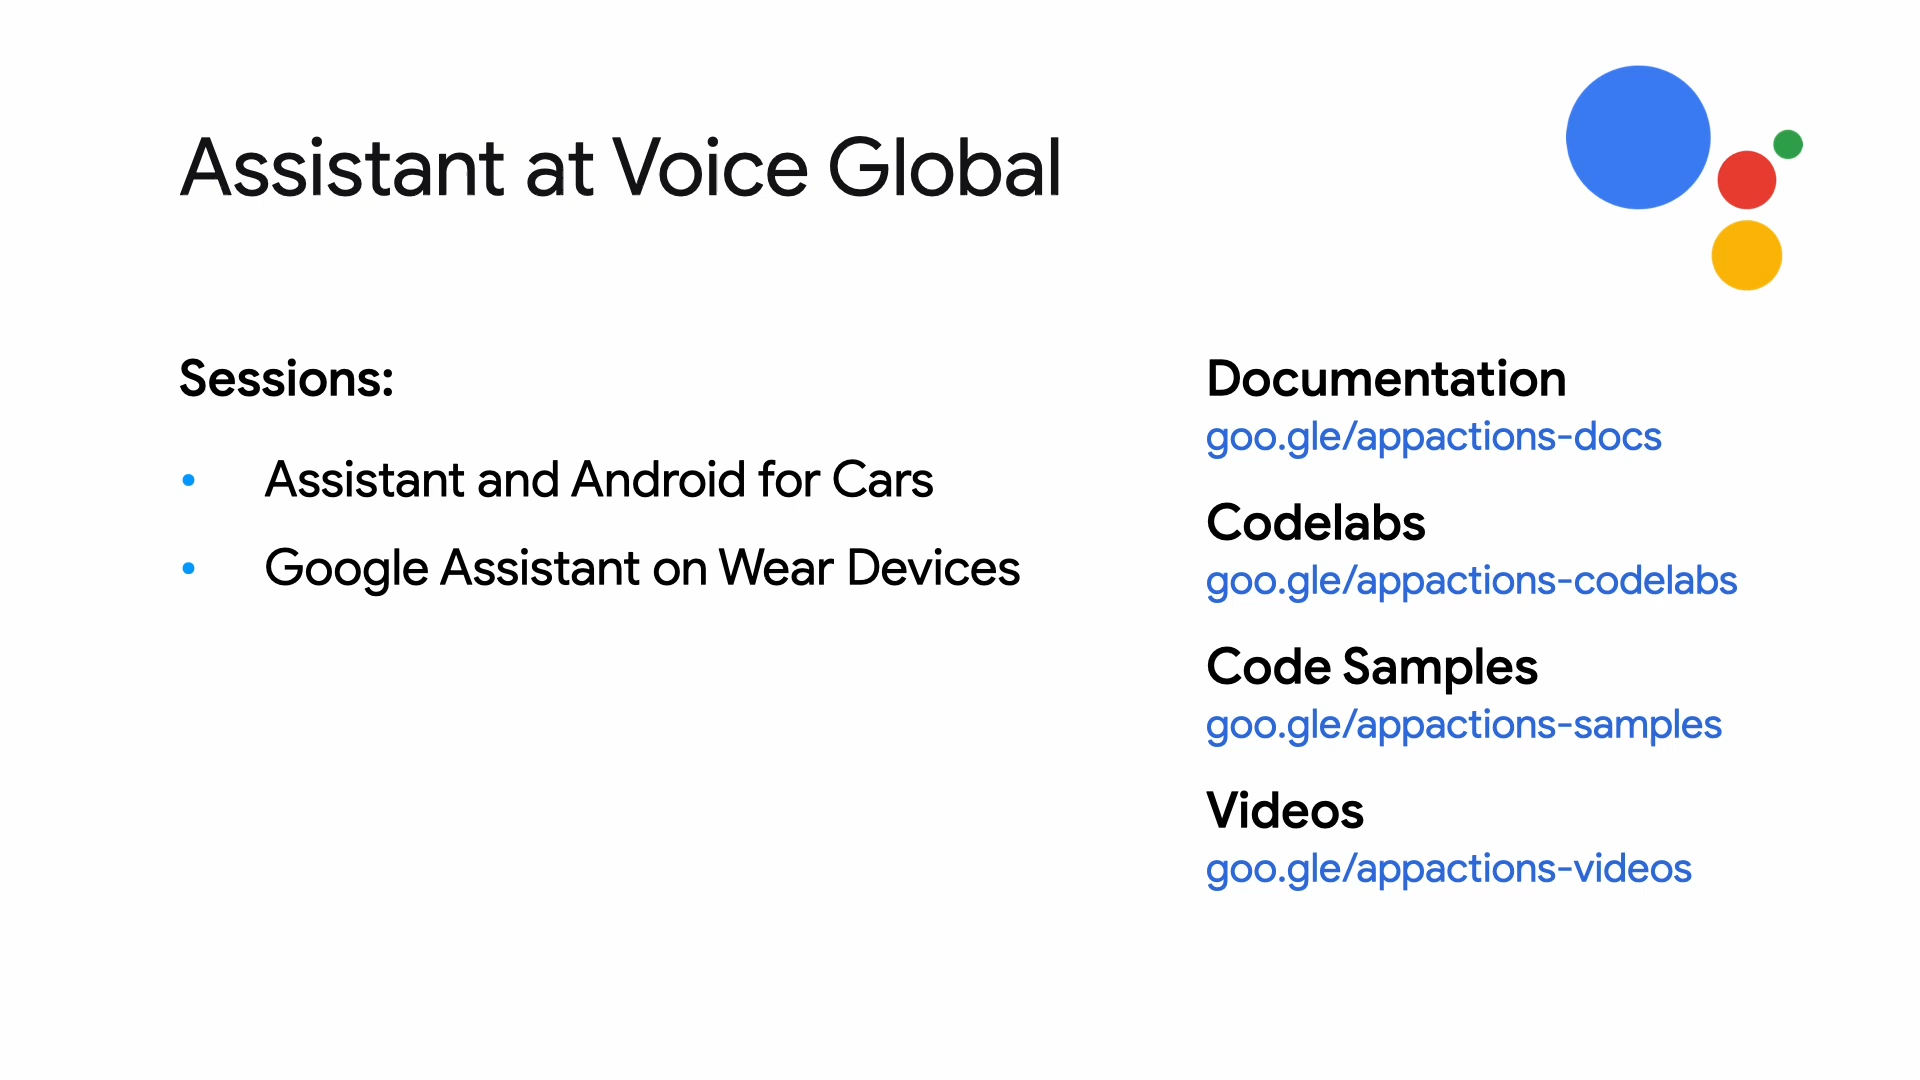 Assistant at Voice Global
Sessions:
• Assistant and Android for Cars
• Google Assistant on Wear Devices
Documentation
goo.gle/appactions-docs
Codelabs
goo.gle/appactions-codelabs
Code Samples
goo.gle/appactions-samples
Videos
goo.gle/appactions-videos